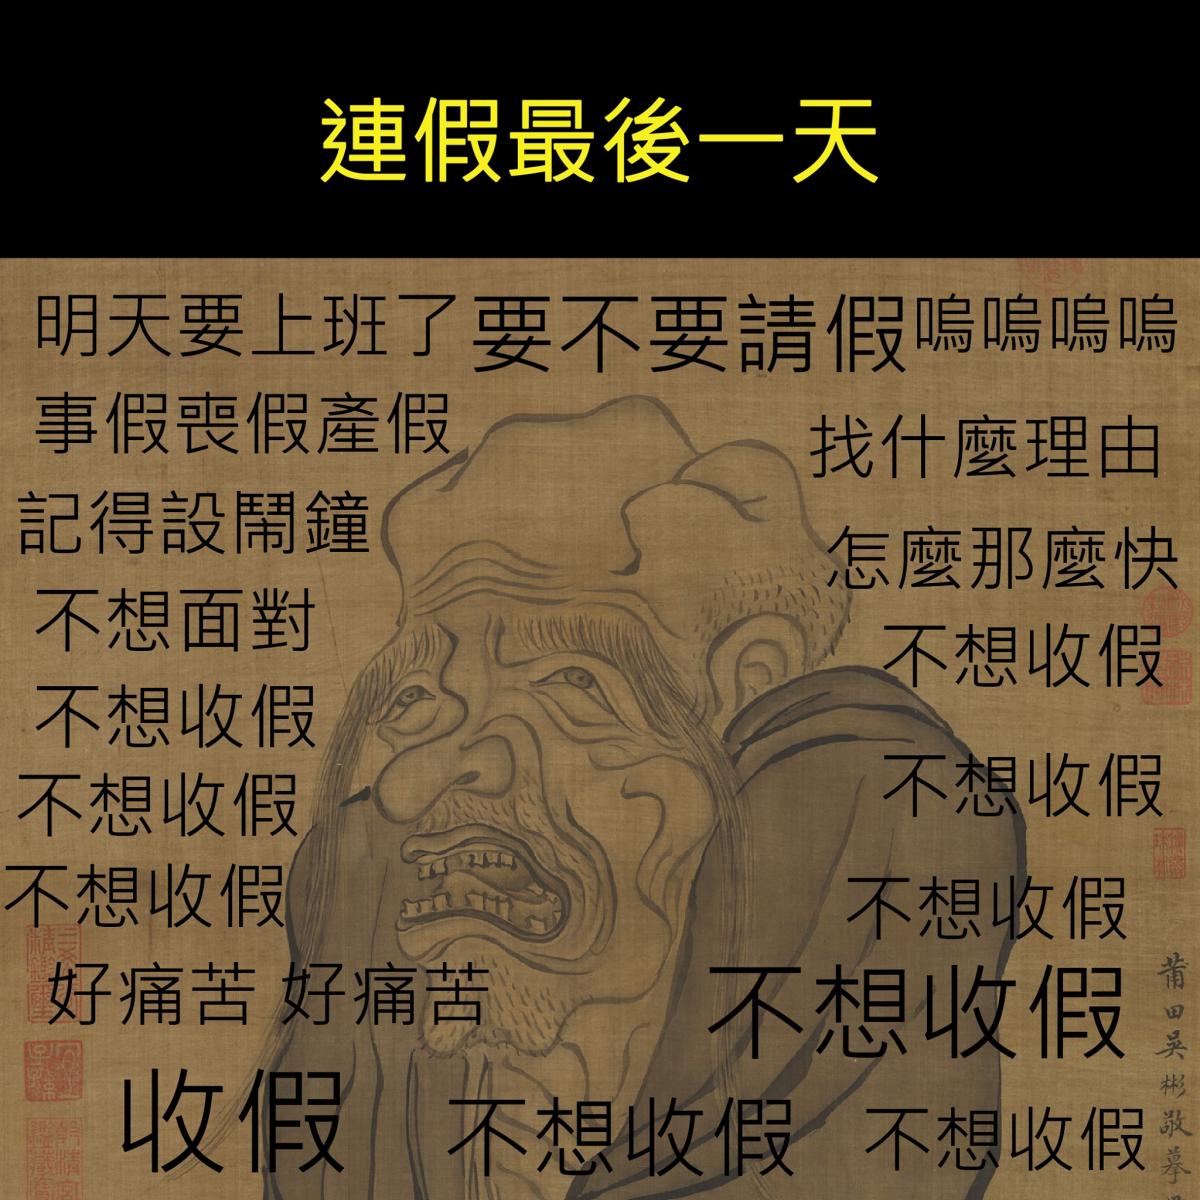 連假最後一天
明天要上班了 要不要請假 嗚嗚嗚嗚
事假喪假產假
找什麼理由
記得設鬧鐘
怎麼那麼快
不想面對
不想收假
不想收假
不想收假
不想收假
不想收假
不想收假
好痛苦 好痛苦
不想收假
收假
不想收假
不想收假
莆田吳彬敬摹